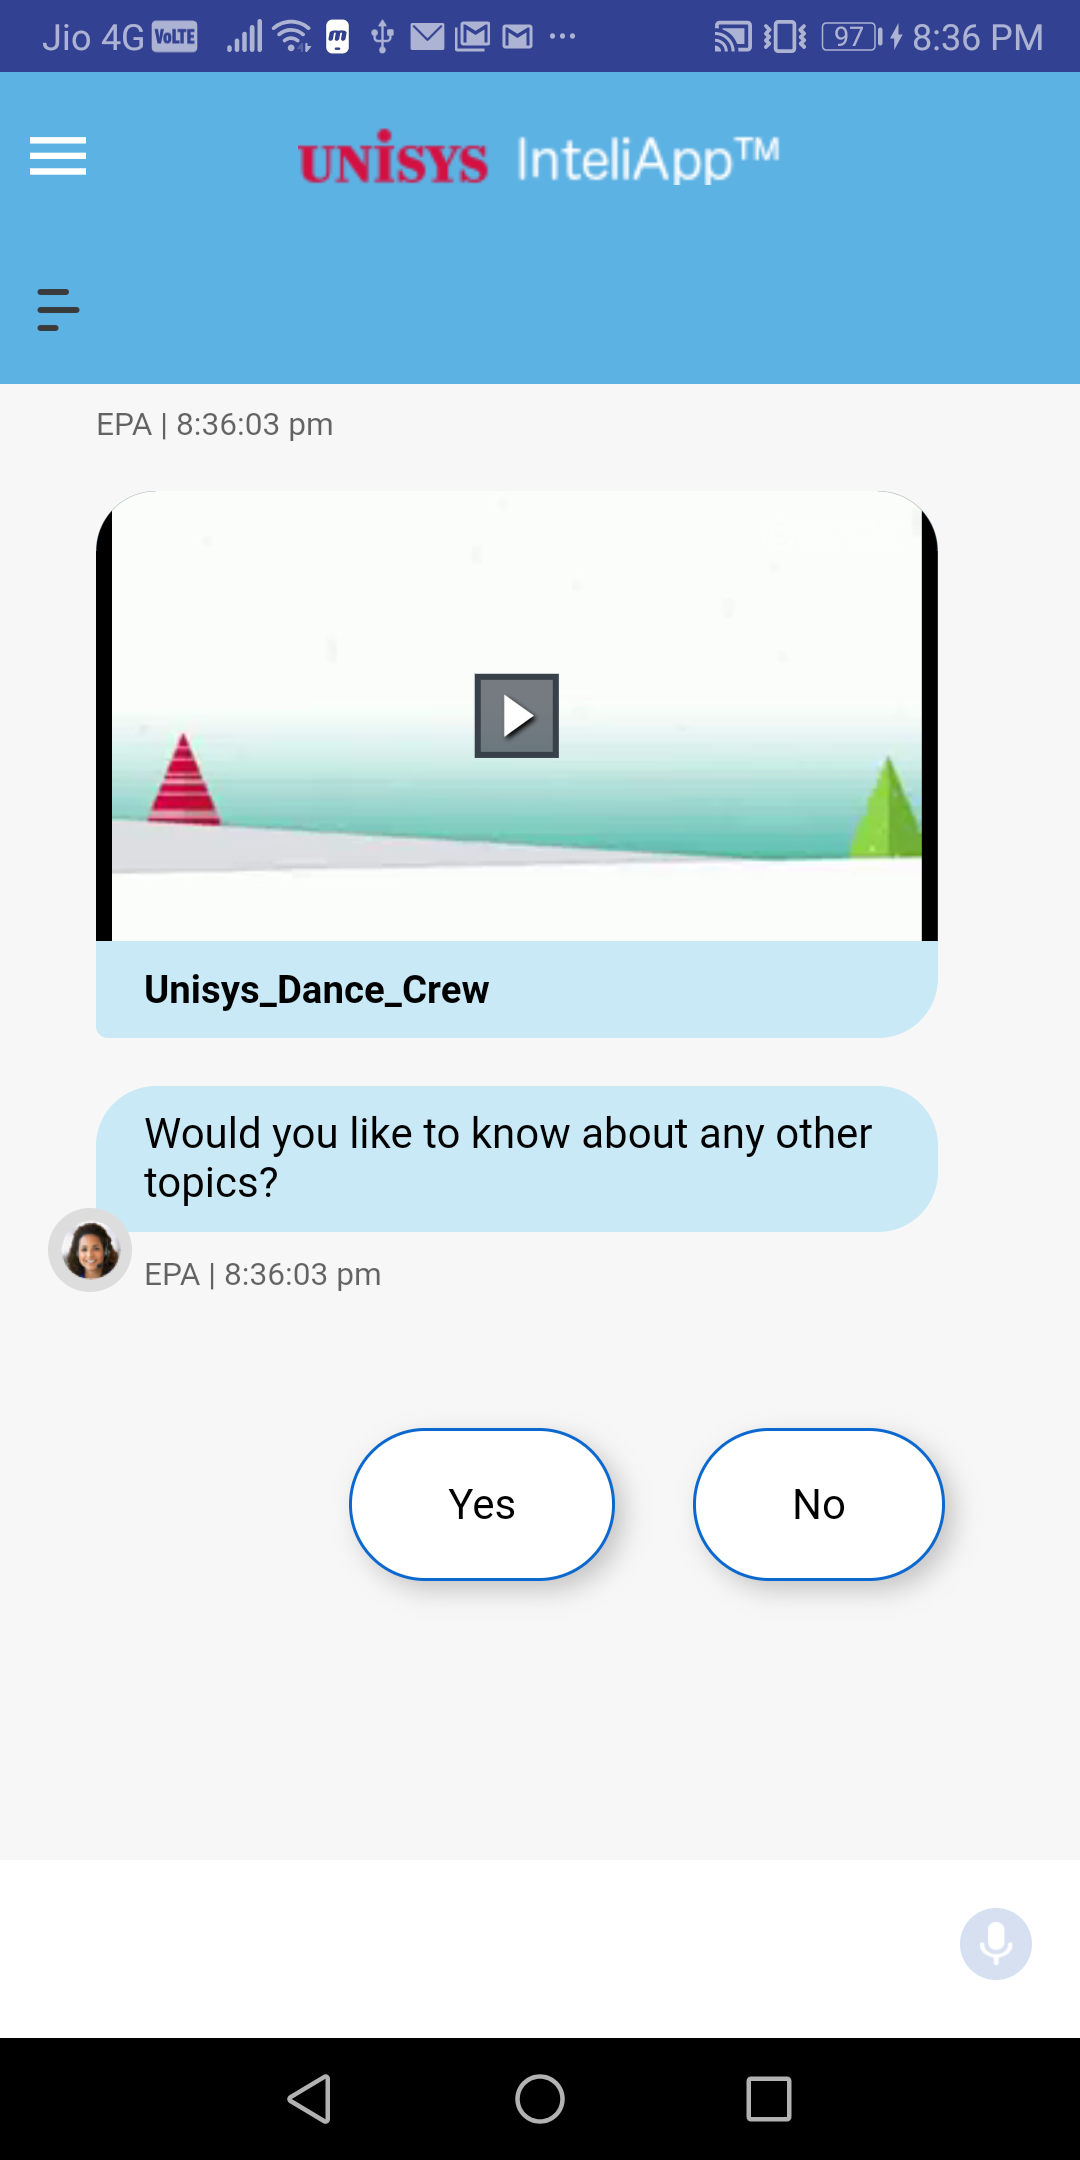 Jio 4G VoLTE 97 8:36 PM
UNiSYS InteliApp™
EPA | 8:36:03 pm
Unisys_Dance_Crew
Would you like to know about any other
topics?
EPA | 8:36:03 pm
Yes No